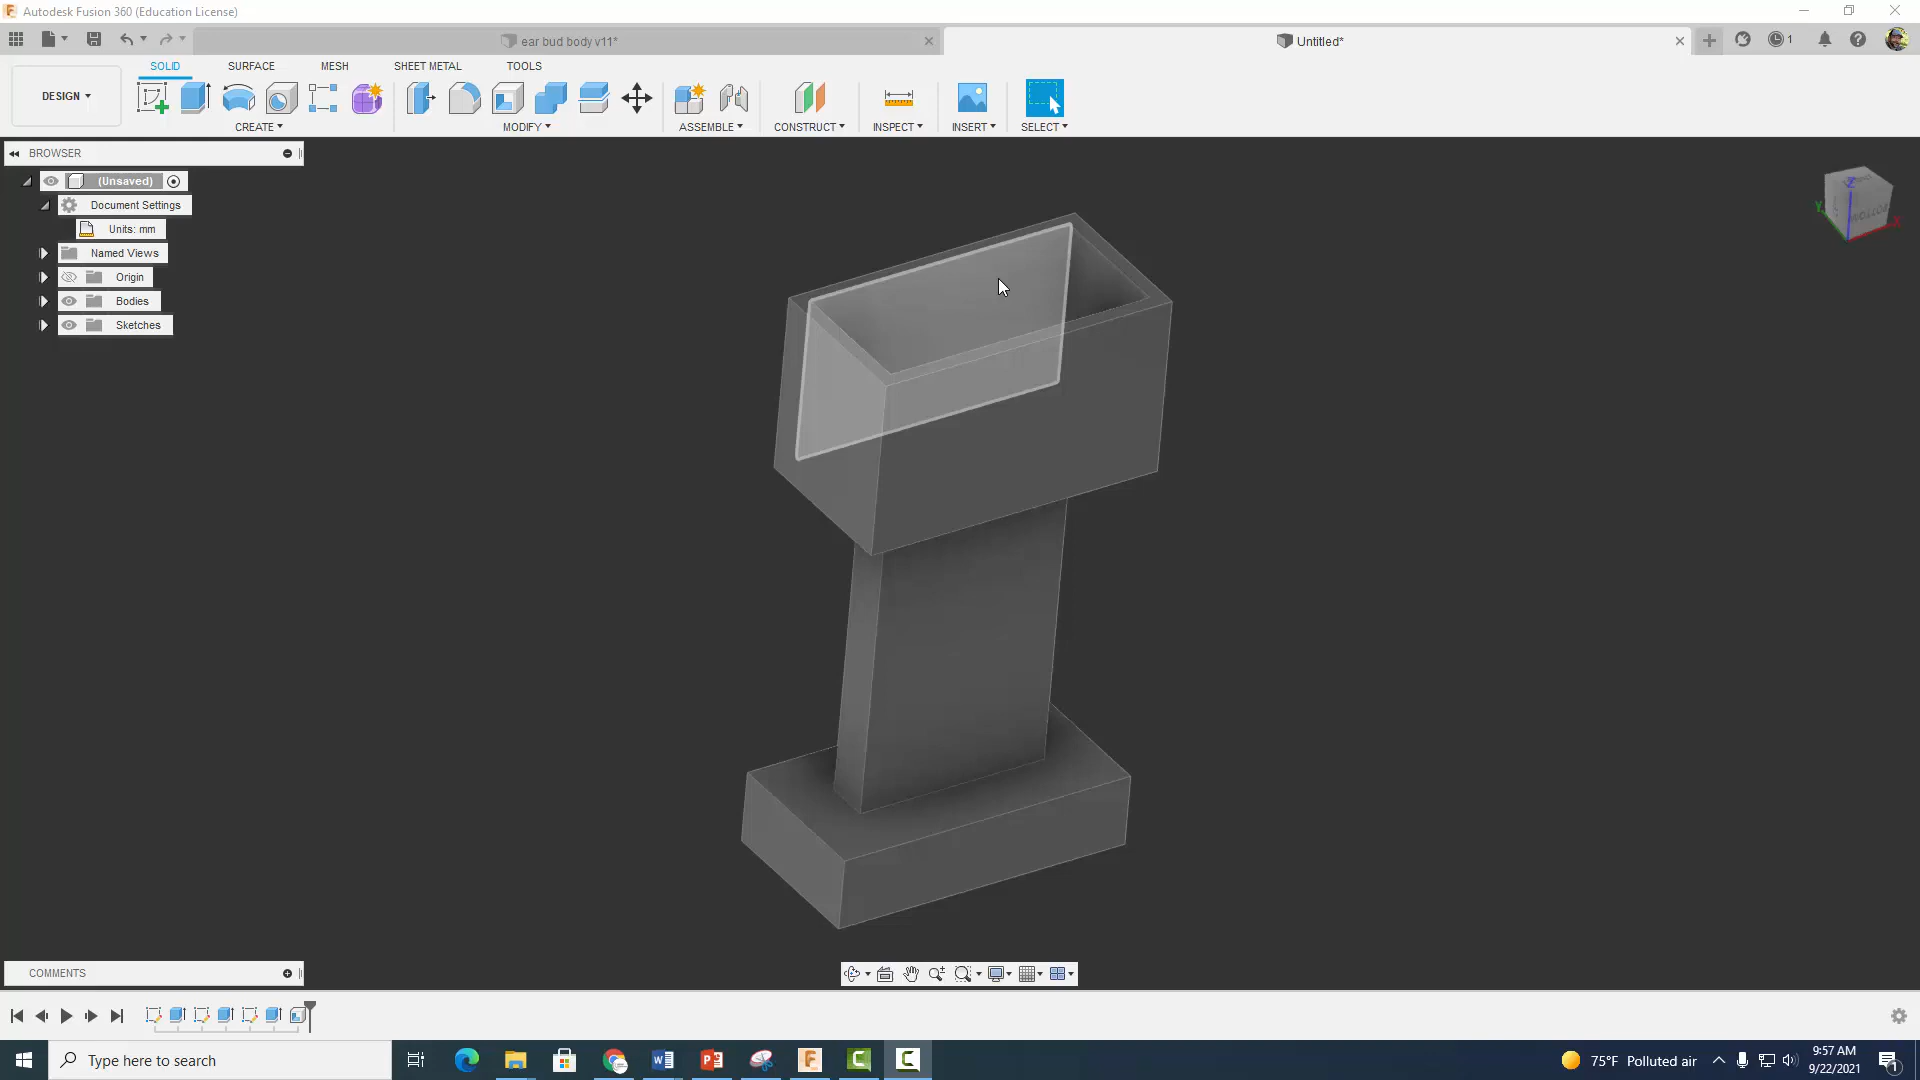 Autodesk Fusion 360 (Education License)
ear bud body v11*
Untitled*
1
DESIGN
SOLID SURFACE MESH SHEET METAL TOOLS
CREATE MODIFY ASSEMBLE CONSTRUCT INSPECT INSERT SELECT
BROWSER
(Unsaved)
Document Settings
Units: mm
Named Views
Origin
Bodies
Sketches
Z
Y
X
COMMENTS
Type here to search
75°F Polluted air
9:57 AM
9/22/2021
1